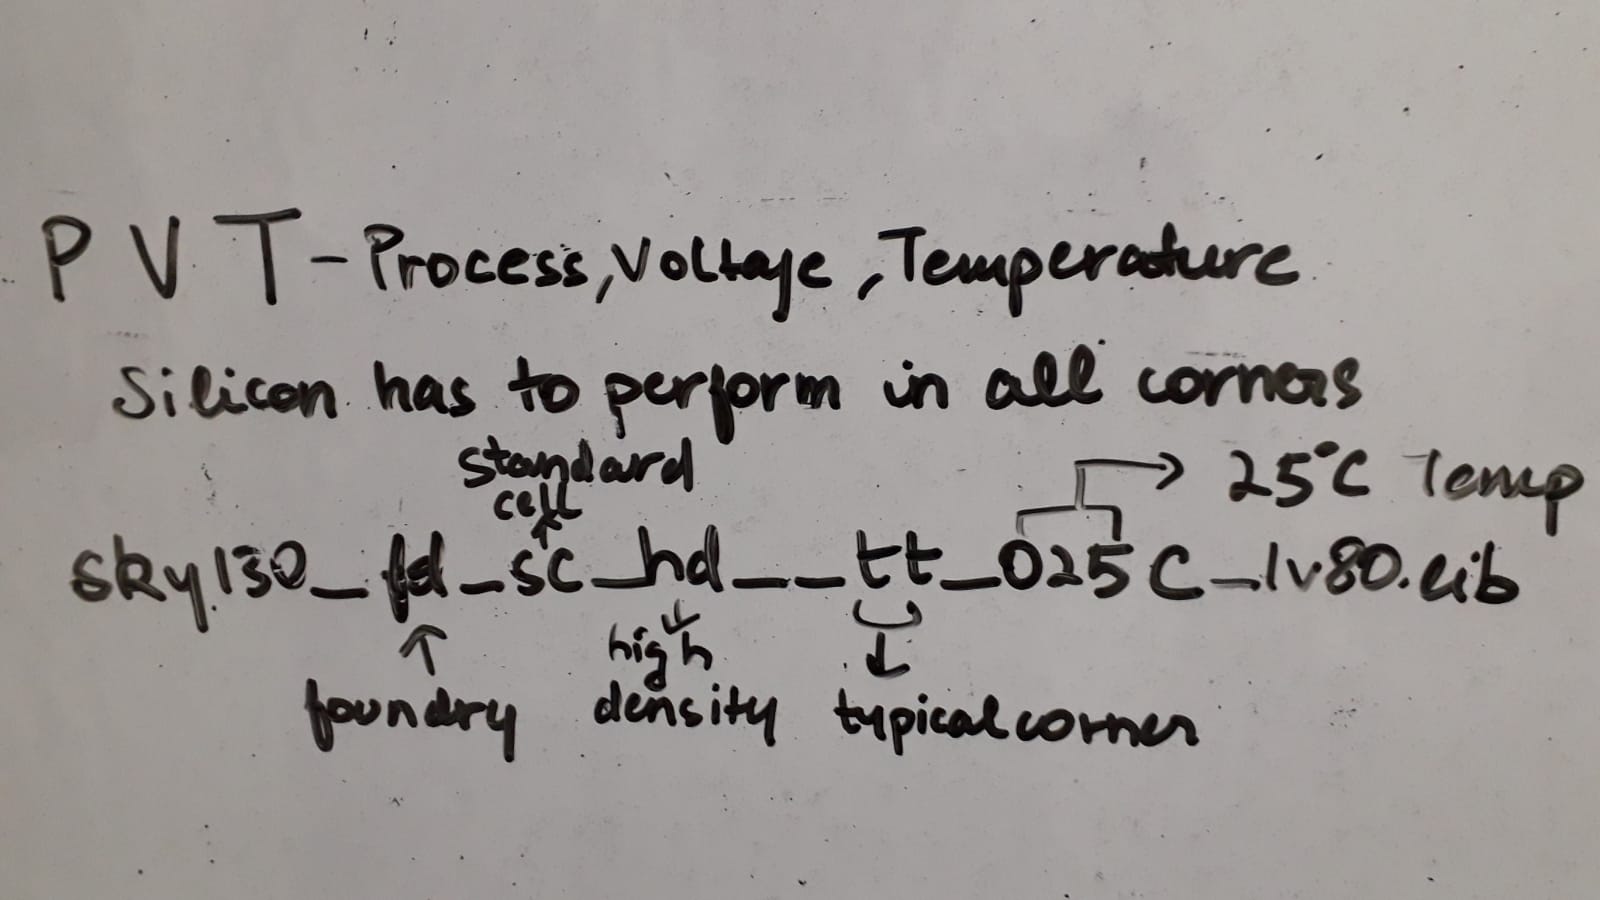 P V T - Process, Voltage, Temperature
Silicon has to perform in all corners
standard
cell
25°C Temp
sky130_fd_sc_hd__tt_025C_1v80.lib
foundry
high
density
typical corner